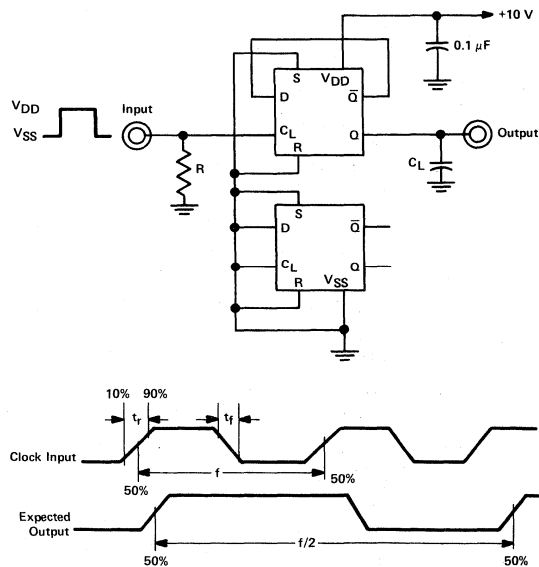 +10 V
0.1 μF
S VDD
D Q̅
CL Q
R
VDD
VSS
Input
R
Output
CL
S
D Q̅
CL Q
R VSS
10% 90%
tr tf
Clock Input
f
50% 50%
Expected
Output
f/2
50% 50%